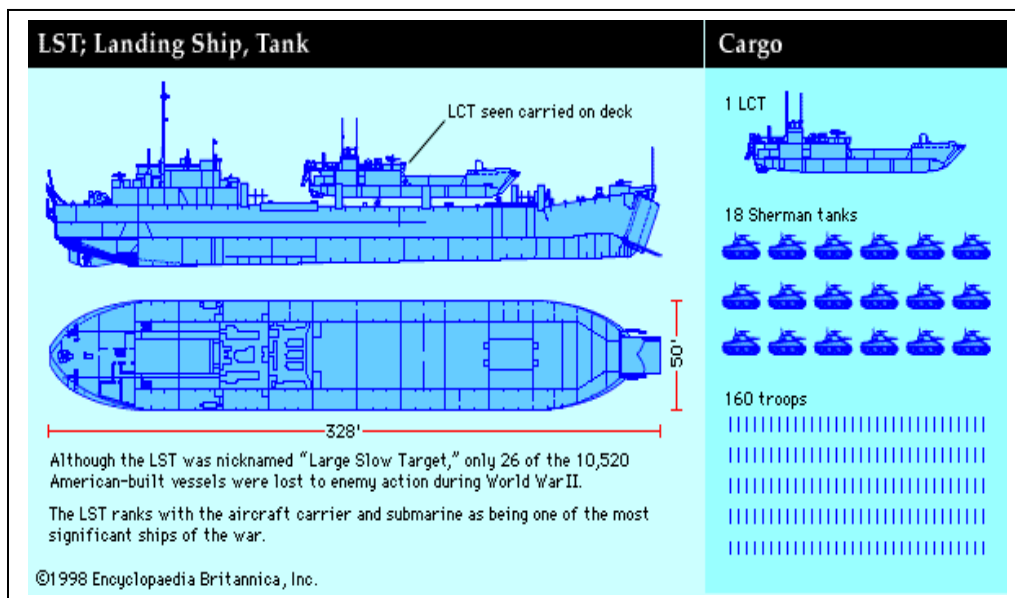 LST; Landing Ship, Tank
Cargo
LCT seen carried on deck
1 LCT
18 Sherman tanks
50'
160 troops
328'
Although the LST was nicknamed “Large Slow Target,” only 26 of the 10,520
American-built vessels were lost to enemy action during World War II.
The LST ranks with the aircraft carrier and submarine as being one of the most
significant ships of the war.
©1998 Encyclopaedia Britannica, Inc.